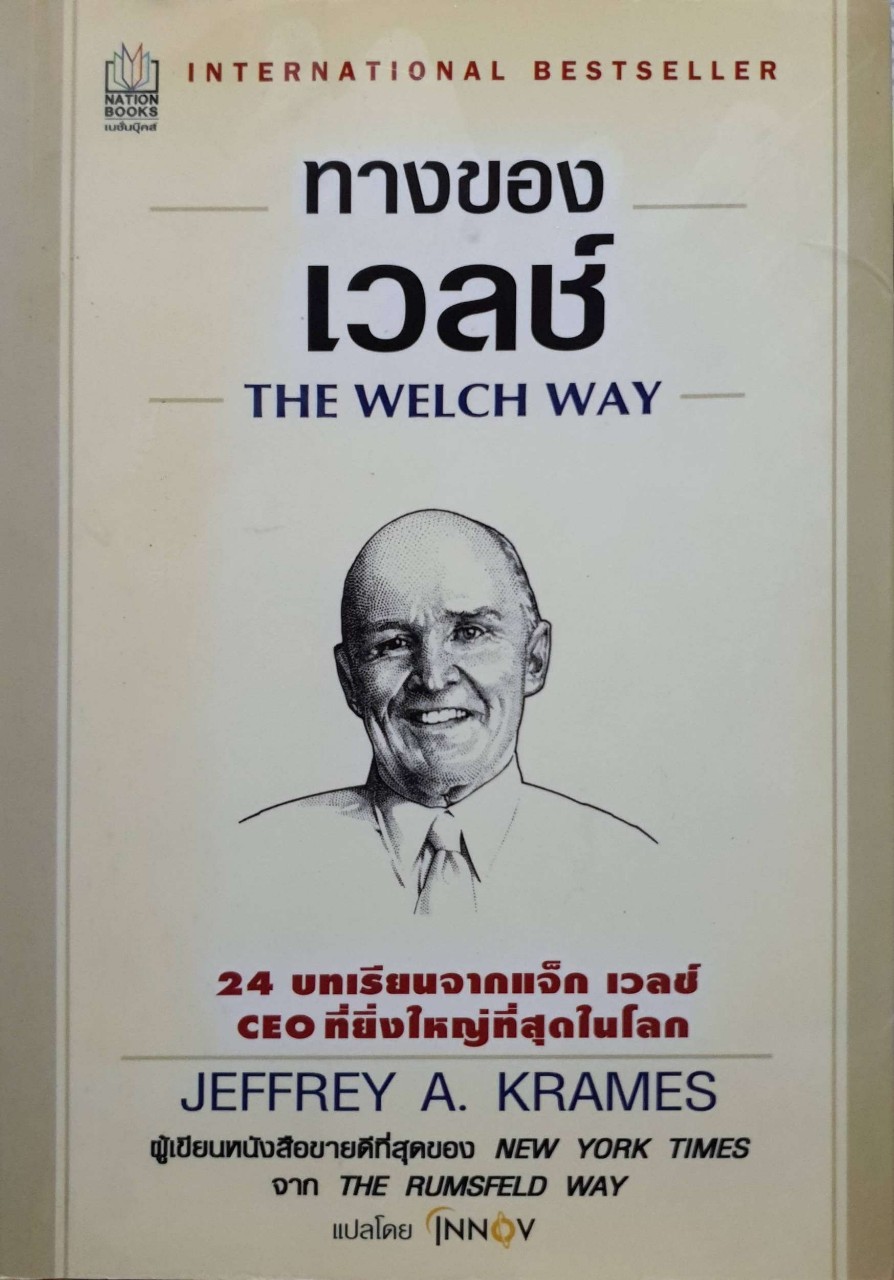 NATION
BOOKS
เนชั่นบุ๊คส์
INTERNATIONAL BESTSELLER
ทางของ
เวลช์
THE WELCH WAY
24 บทเรียนจากแจ็ก เวลช์
CEO ที่ยิ่งใหญ่ที่สุดในโลก
JEFFREY A. KRAMES
ผู้เขียนหนังสือขายดีที่สุดของ NEW YORK TIMES
จาก THE RUMSFELD WAY
แปลโดย INNOV